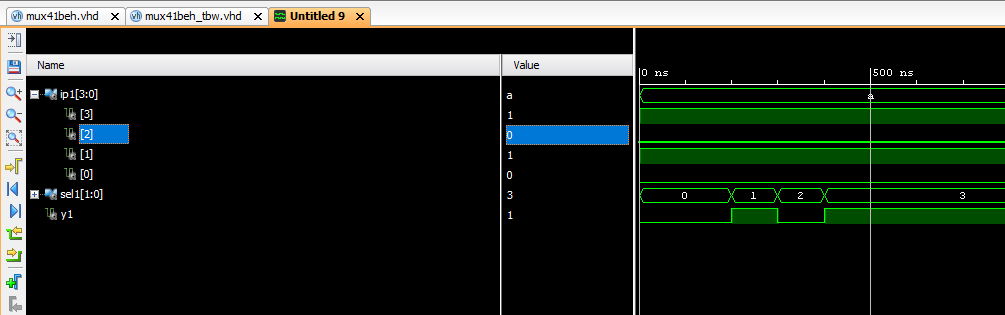 mux41beh.vhd mux41beh_tbw.vhd Untitled 9
Name Value
0 ns 500 ns
ip1[3:0] a a
[3] 1
[2] 0
[1] 1
[0] 0
sel1[1:0] 3 0 1 2 3
y1 1